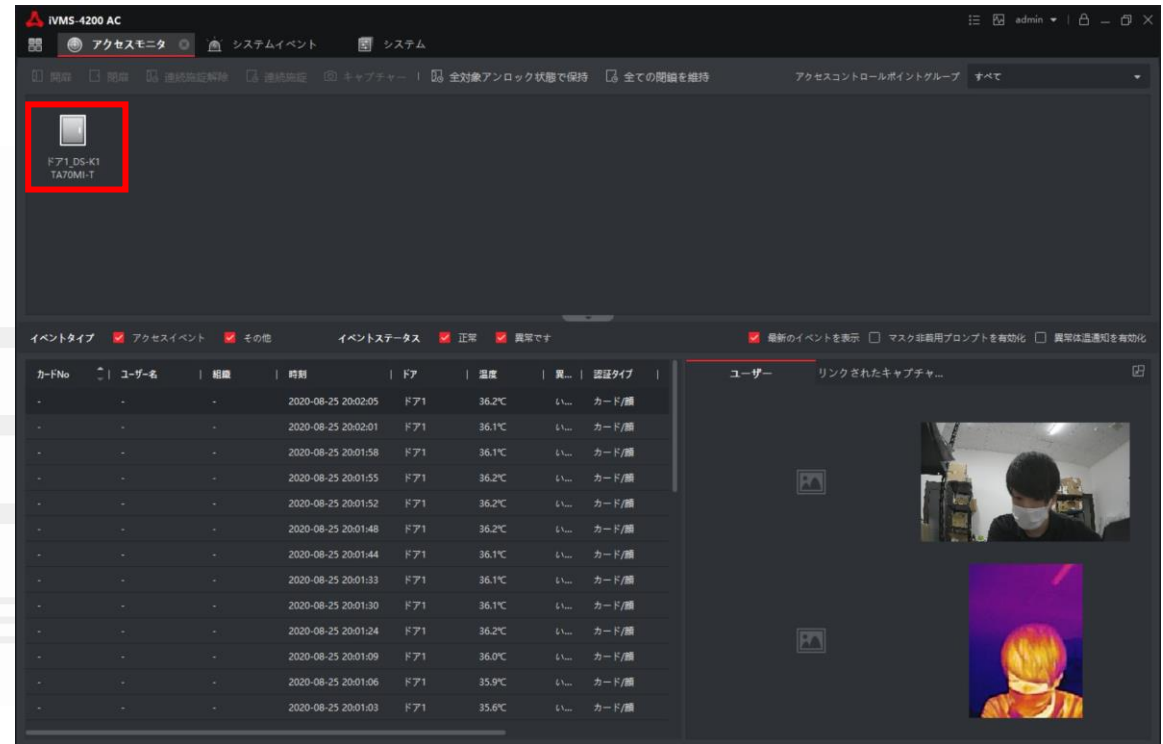 iVMS-4200 AC
admin
アクセスモニタ システムイベント システム
開扉 閉扉 連続施錠解除 連続施錠 キャプチャー 全対象アンロック状態で保持 全ての閉鎖を維持 アクセスコントロールポイントグループ すべて
ドア1_DS-K1
TA70MI-T
イベントタイプ アクセスイベント その他 イベントステータス 正常 異常です 最新のイベントを表示 マスク非着用プロンプトを有効化 異常体温通知を有効化
カードNo ユーザー名 組織 時刻 ドア 温度 異... 認証タイプ ユーザー リンクされたキャプチャ...
- - - 2020-08-25 20:02:05 ドア1 36.2℃ い... カード/顔
- - - 2020-08-25 20:02:01 ドア1 36.1℃ い... カード/顔
- - - 2020-08-25 20:01:58 ドア1 36.1℃ い... カード/顔
- - - 2020-08-25 20:01:55 ドア1 36.2℃ い... カード/顔
- - - 2020-08-25 20:01:52 ドア1 36.2℃ い... カード/顔
- - - 2020-08-25 20:01:48 ドア1 36.2℃ い... カード/顔
- - - 2020-08-25 20:01:44 ドア1 36.1℃ い... カード/顔
- - - 2020-08-25 20:01:33 ドア1 36.1℃ い... カード/顔
- - - 2020-08-25 20:01:30 ドア1 36.1℃ い... カード/顔
- - - 2020-08-25 20:01:24 ドア1 36.2℃ い... カード/顔
- - - 2020-08-25 20:01:09 ドア1 36.0℃ い... カード/顔
- - - 2020-08-25 20:01:06 ドア1 35.9℃ い... カード/顔
- - - 2020-08-25 20:01:03 ドア1 35.6℃ い... カード/顔